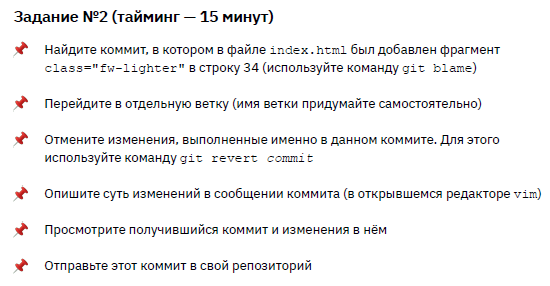 Задание №2 (тайминг — 15 минут)
Найдите коммит, в котором в файле index.html был добавлен фрагмент
class="fw-lighter" в строку 34 (используйте команду git blame)
Перейдите в отдельную ветку (имя ветки придумайте самостоятельно)
Отмените изменения, выполненные именно в данном коммите. Для этого
используйте команду git revert commit
Опишите суть изменений в сообщении коммита (в открывшемся редакторе vim)
Просмотрите получившийся коммит и изменения в нём
Отправьте этот коммит в свой репозиторий